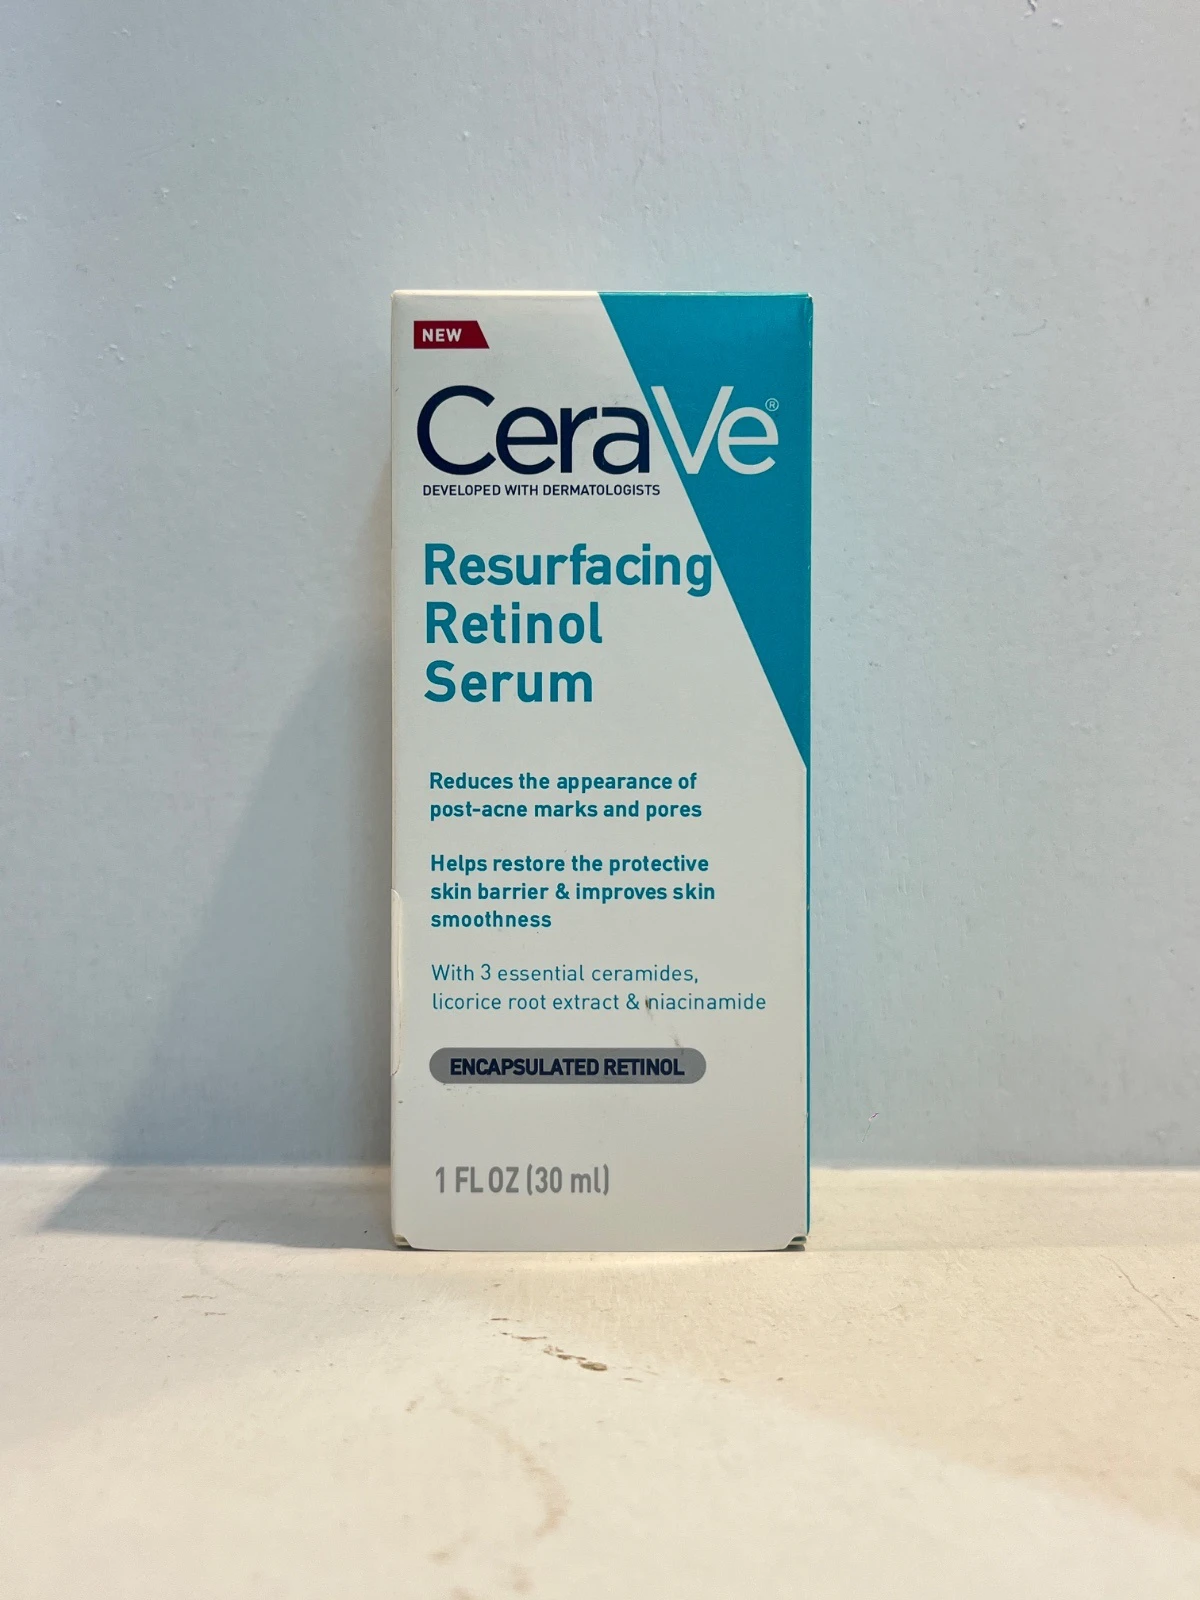 NEW
CeraVe®
DEVELOPED WITH DERMATOLOGISTS
Resurfacing
Retinol
Serum
Reduces the appearance of
post-acne marks and pores
Helps restore the protective
skin barrier & improves skin
smoothness
With 3 essential ceramides,
licorice root extract & niacinamide
ENCAPSULATED RETINOL
1 FL OZ (30 ml)